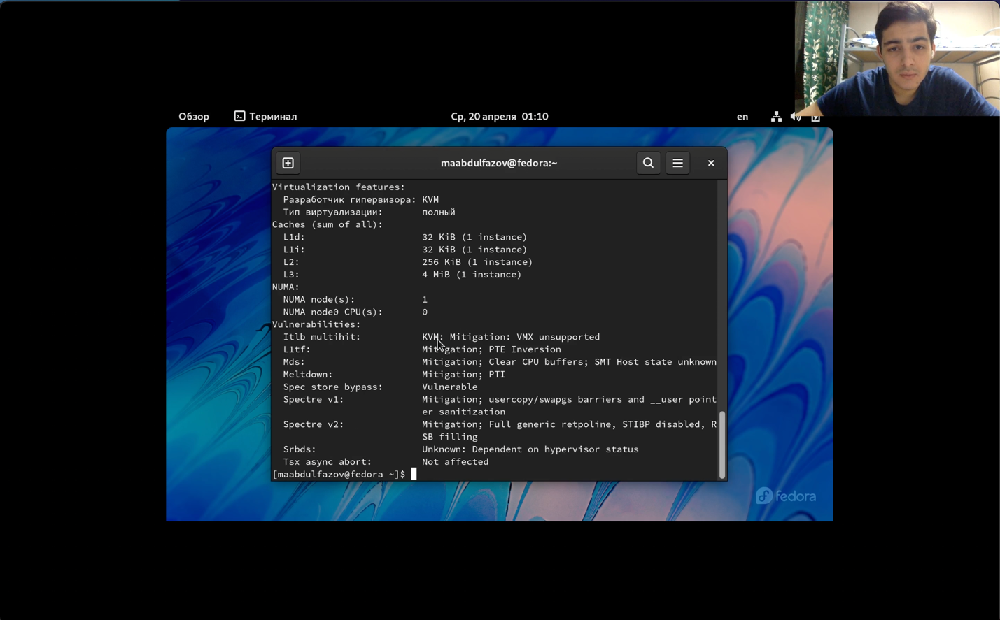 Обзор
Терминал
Ср, 20 апреля 01:10
en
maabdulfazov@fedora:~
Virtualization features:
Разработчик гипервизора: KVM
Тип виртуализации: полный
Caches (sum of all):
L1d: 32 KiB (1 instance)
L1i: 32 KiB (1 instance)
L2: 256 KiB (1 instance)
L3: 4 MiB (1 instance)
NUMA:
NUMA node(s): 1
NUMA node0 CPU(s): 0
Vulnerabilities:
Itlb multihit: KVM: Mitigation: VMX unsupported
L1tf: Mitigation; PTE Inversion
Mds: Mitigation; Clear CPU buffers; SMT Host state unknown
Meltdown: Mitigation; PTI
Spec store bypass: Vulnerable
Spectre v1: Mitigation; usercopy/swapgs barriers and __user point
er sanitization
Spectre v2: Mitigation; Full generic retpoline, STIBP disabled, R
SB filling
Srbds: Unknown: Dependent on hypervisor status
Tsx async abort: Not affected
[maabdulfazov@fedora ~]$
fedora